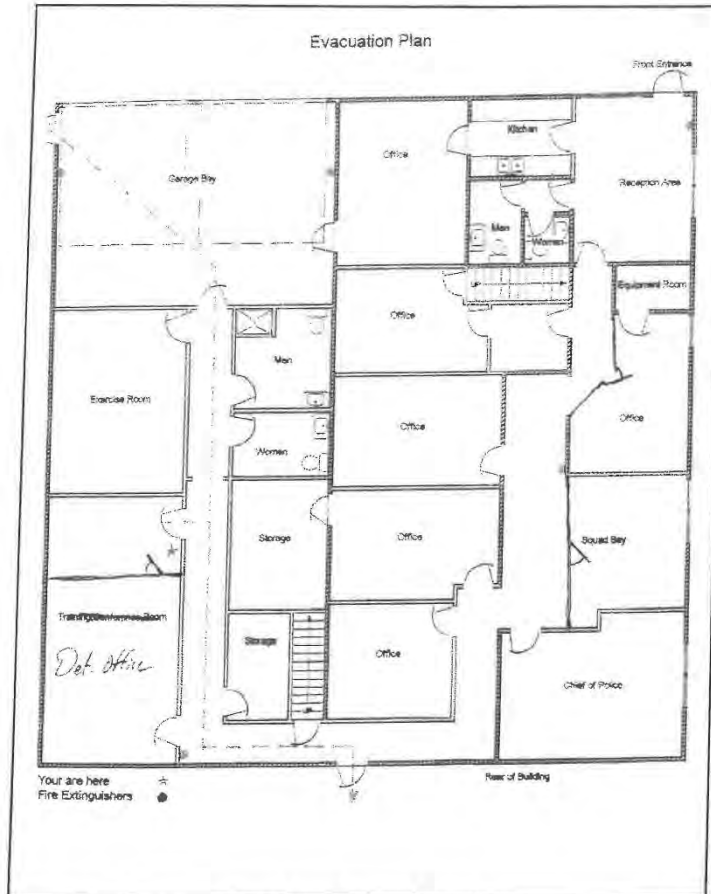 Evacuation Plan
Front Entrance
Kitchen
Office
Garage Bay
Reception Area
Men
Women
UP
Equipment Room
Office
Men
Exercise Room
Office
Office
Women
Storage
Office
Squad Bay
Storage
Office
Det. Office
Chief of Police
Your are here
Fire Extinguishers
Rear of Building